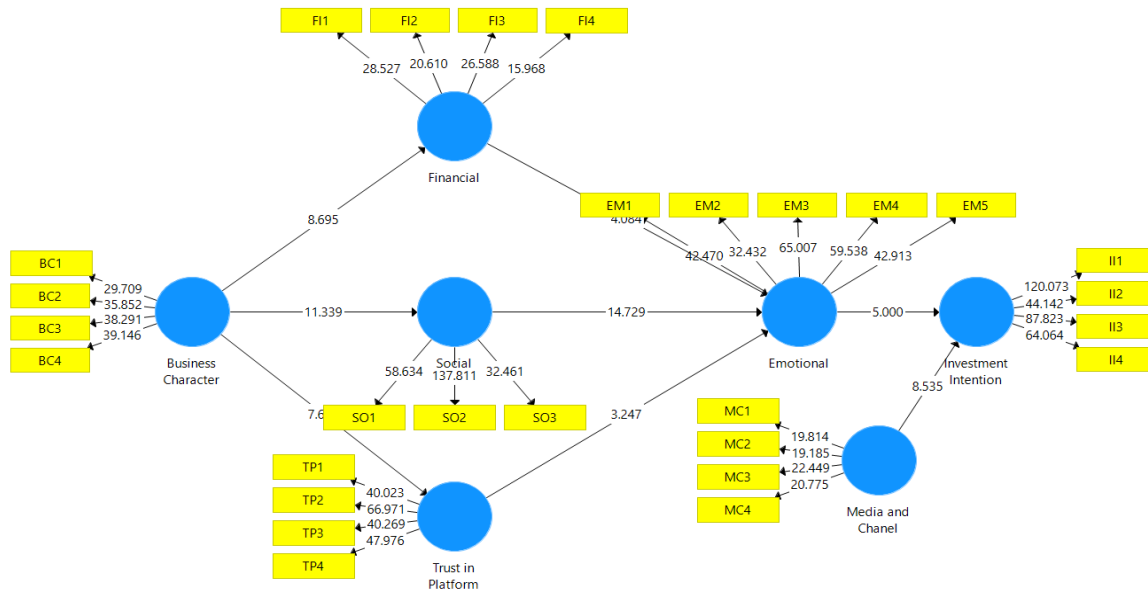 FI1 FI2 FI3 FI4
28.527 20.610 26.588 15.968
Financial
8.695
EM1 EM2 EM3 EM4 EM5
4.084
42.470 32.432 65.007 59.538 42.913
BC1
BC2
BC3
BC4
29.709
35.852
38.291
39.146
Business
Character
11.339
Social
58.634 137.811 32.461
SO1 SO2 SO3
14.729
Emotional
5.000
Investment
Intention
II1
II2
II3
II4
120.073
44.142
87.823
64.064
8.535
7.6
TP1
TP2
TP3
TP4
40.023
66.971
40.269
47.976
Trust in
Platform
3.247
MC1
MC2
MC3
MC4
19.814
19.185
22.449
20.775
Media and
Chanel